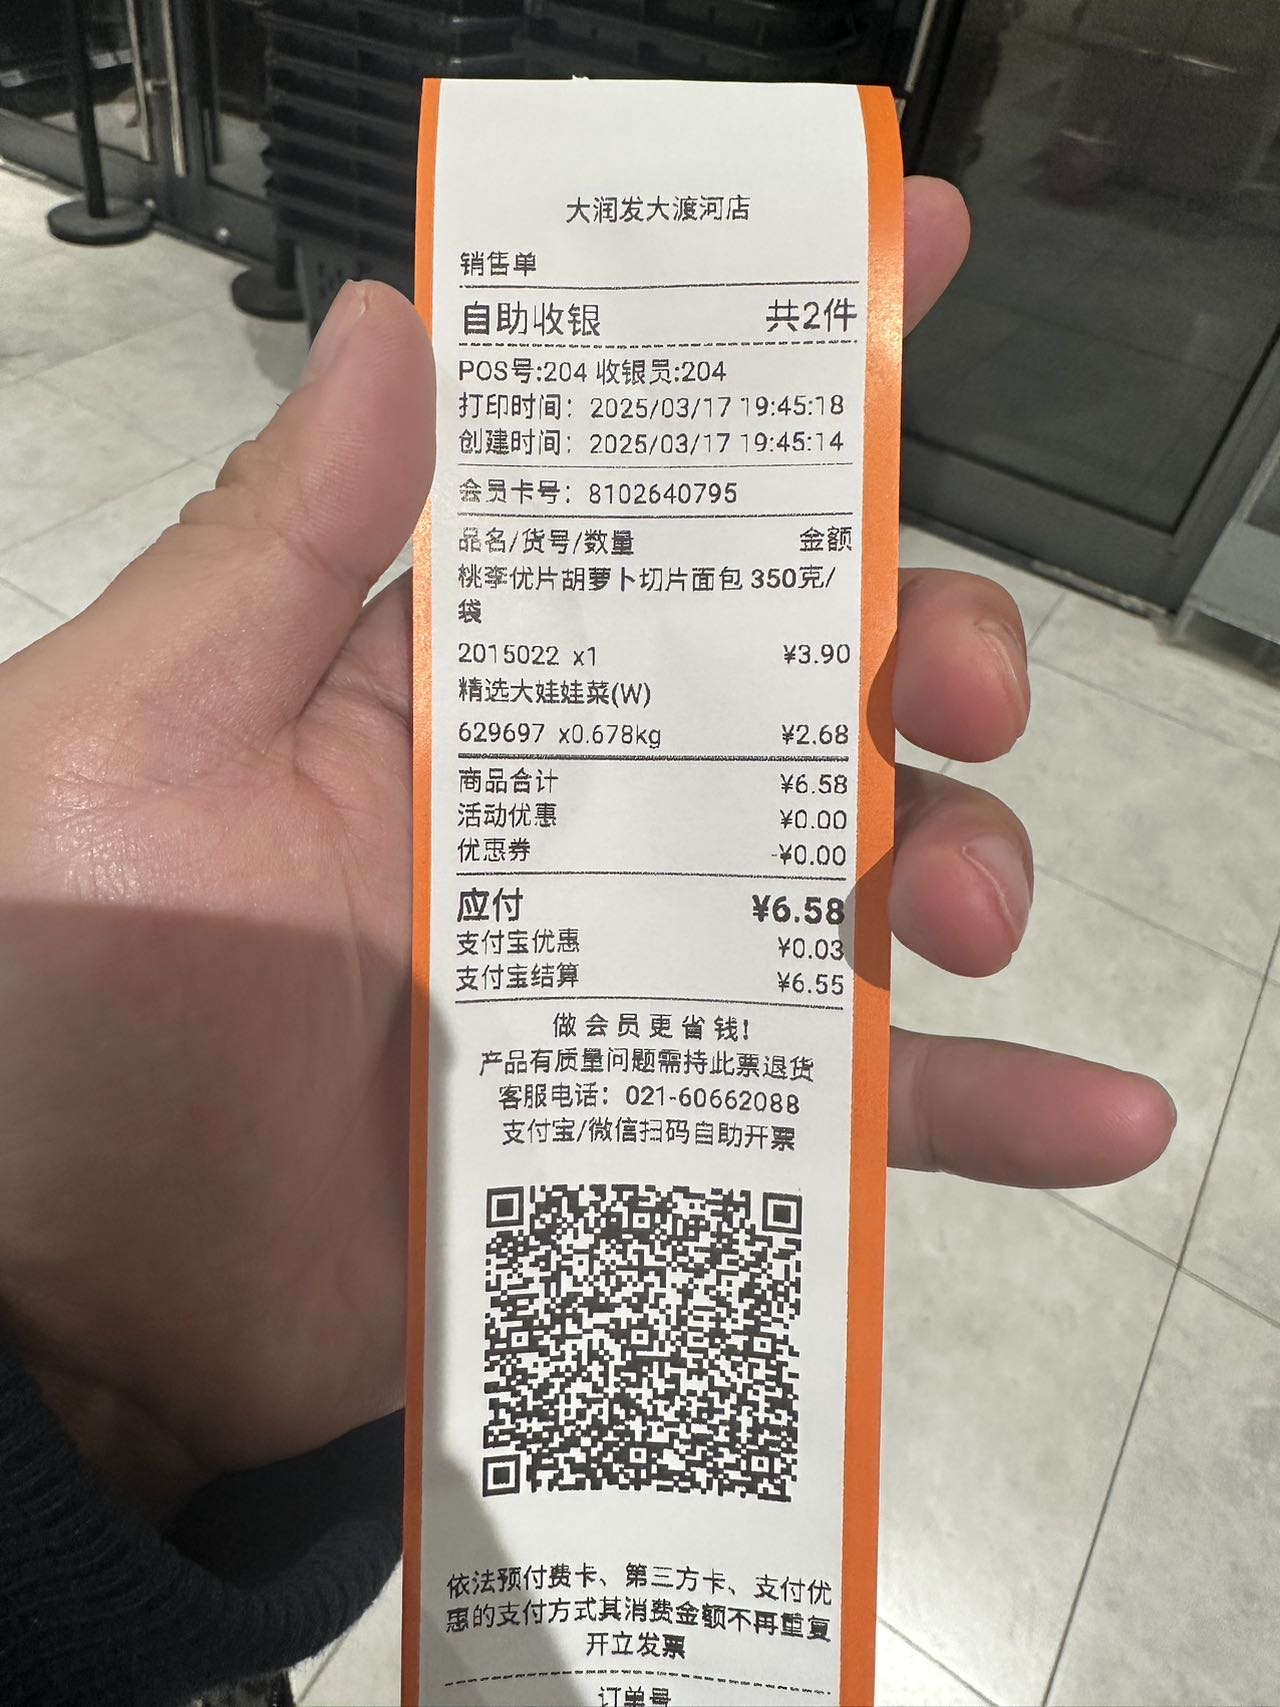 大润发大渡河店
销售单
自助收银 共2件
POS号:204 收银员:204
打印时间: 2025/03/17 19:45:18
创建时间: 2025/03/17 19:45:14
会员卡号: 8102640795
品名/货号/数量 金额
桃李优片胡萝卜切片面包 350克/
袋
2015022 x1 ¥3.90
精选大娃娃菜(W)
629697 x0.678kg ¥2.68
商品合计 ¥6.58
活动优惠 ¥0.00
优惠券 -¥0.00
应付 ¥6.58
支付宝优惠 ¥0.03
支付宝结算 ¥6.55
做会员更省钱!
产品有质量问题需持此票退货
客服电话: 021-60662088
支付宝/微信扫码自助开票
依法预付费卡、第三方卡、支付优
惠的支付方式其消费金额不再重复
开立发票
订单号